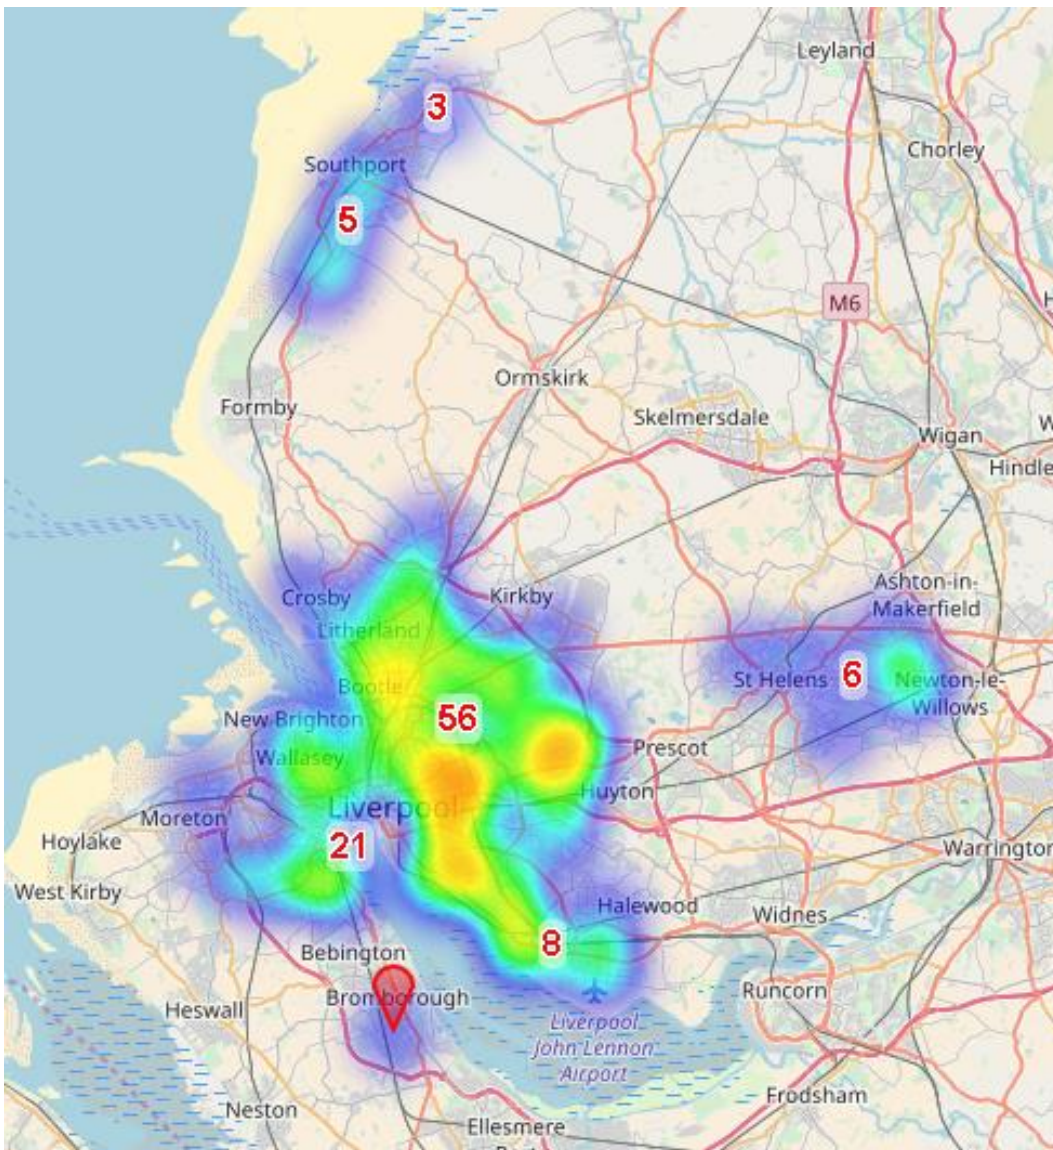 Leyland
3
Chorley
Southport
5
M6
Ormskirk
Formby
Skelmersdale
Wigan
Hindle
Ashton-in-
Makerfield
Crosby
Kirkby
Litherland
St Helens
6
Newton-le-
Willows
Bootle
New Brighton
56
Prescot
Wallasey
Huyton
Liverpool
Moreton
Hoylake
21
Warrington
West Kirby
Halewood
Widnes
8
Bebington
Bromborough
Runcorn
Heswall
Liverpool
John Lennon
Airport
Frodsham
Neston
Ellesmere